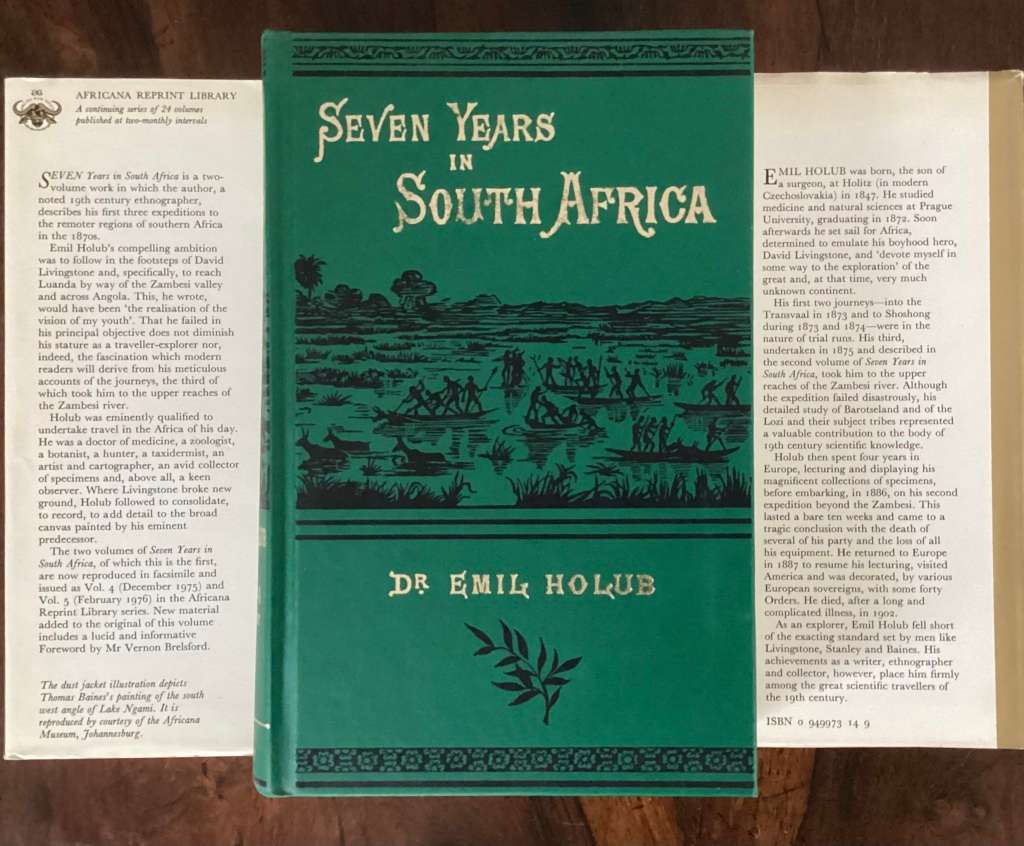 AFRICANA REPRINT LIBRARY
A continuing series of 24 volumes
published at two-monthly intervals
SEVEN Years in South Africa is a two-
volume work in which the author, a
noted 19th century ethnographer,
describes his first three expeditions to
the remoter regions of southern Africa
in the 1870s.
Emil Holub's compelling ambition
was to follow in the footsteps of David
Livingstone and, specifically, to reach
Luanda by way of the Zambesi valley
and across Angola. This, he wrote,
would have been 'the realisation of the
vision of my youth'. That he failed in
his principal objective does not diminish
his stature as a traveller-explorer nor,
indeed, the fascination which modern
readers will derive from his meticulous
accounts of the journeys, the third of
which took him to the upper reaches of
the Zambesi river.
Holub was eminently qualified to
undertake travel in the Africa of his day.
He was a doctor of medicine, a zoologist,
a botanist, a hunter, a taxidermist, an
artist and cartographer, an avid collector
of specimens and, above all, a keen
observer. Where Livingstone broke new
ground, Holub followed to consolidate,
to record, to add detail to the broad
canvas painted by his eminent
predecessor.
The two volumes of Seven Years in
South Africa, of which this is the first,
are now reproduced in facsimile and
issued as Vol. 4 (December 1975) and
Vol. 5 (February 1976) in the Africana
Reprint Library series. New material
added to the original of this volume
includes a lucid and informative
Foreword by Mr Vernon Brelsford.
The dust jacket illustration depicts
Thomas Baines's painting of the south
west angle of Lake Ngami. It is
reproduced by courtesy of the Africana
Museum, Johannesburg.
SEVEN YEARS
IN
SOUTH AFRICA
DR EMIL HOLUB
EMIL HOLUB was born, the son of
a surgeon, at Holitz (in modern
Czechoslovakia) in 1847. He studied
medicine and natural sciences at Prague
University, graduating in 1872. Soon
afterwards he set sail for Africa,
determined to emulate his boyhood hero,
David Livingstone, and 'devote myself in
some way to the exploration' of the
great and, at that time, very much
unknown continent.
His first two journeys—into the
Transvaal in 1873 and to Shoshong
during 1873 and 1874—were in the
nature of trial runs. His third,
undertaken in 1875 and described in
the second volume of Seven Years in
South Africa, took him to the upper
reaches of the Zambesi river. Although
the expedition failed disastrously, his
detailed study of Barotseland and of the
Lozi and their subject tribes represented
a valuable contribution to the body of
19th century scientific knowledge.
Holub then spent four years in
Europe, lecturing and displaying his
magnificent collections of specimens,
before embarking, in 1886, on his second
expedition beyond the Zambesi. This
lasted a bare ten weeks and came to a
tragic conclusion with the death of
several of his party and the loss of all
his equipment. He returned to Europe
in 1887 to resume his lecturing, visited
America and was decorated, by various
European sovereigns, with some forty
Orders. He died, after a long and
complicated illness, in 1902.
As an explorer, Emil Holub fell short
of the exacting standard set by men like
Livingstone, Stanley and Baines. His
achievements as a writer, ethnographer
and collector, however, place him firmly
among the great scientific travellers of
the 19th century.
ISBN 0 949973 14 9